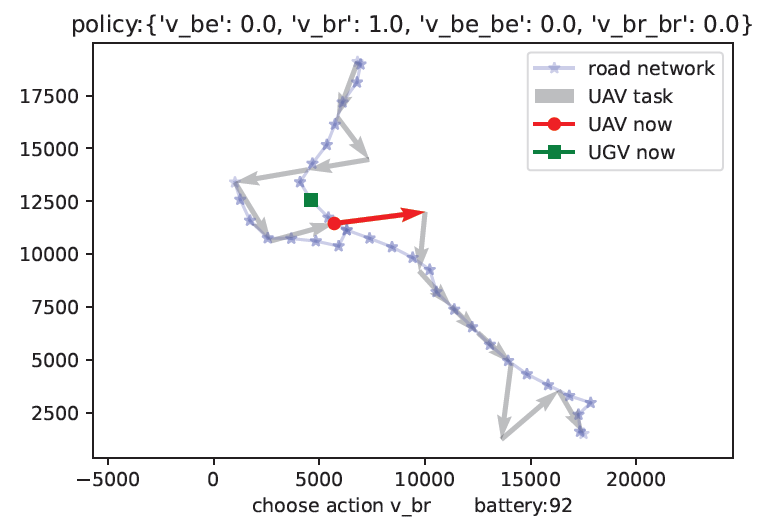 policy:{'v_be': 0.0, 'v_br': 1.0, 'v_be_be': 0.0, 'v_br_br': 0.0}
road network
UAV task
UAV now
UGV now
17500
15000
12500
10000
7500
5000
2500
−5000 0 5000 10000 15000 20000
choose action v_br battery:92